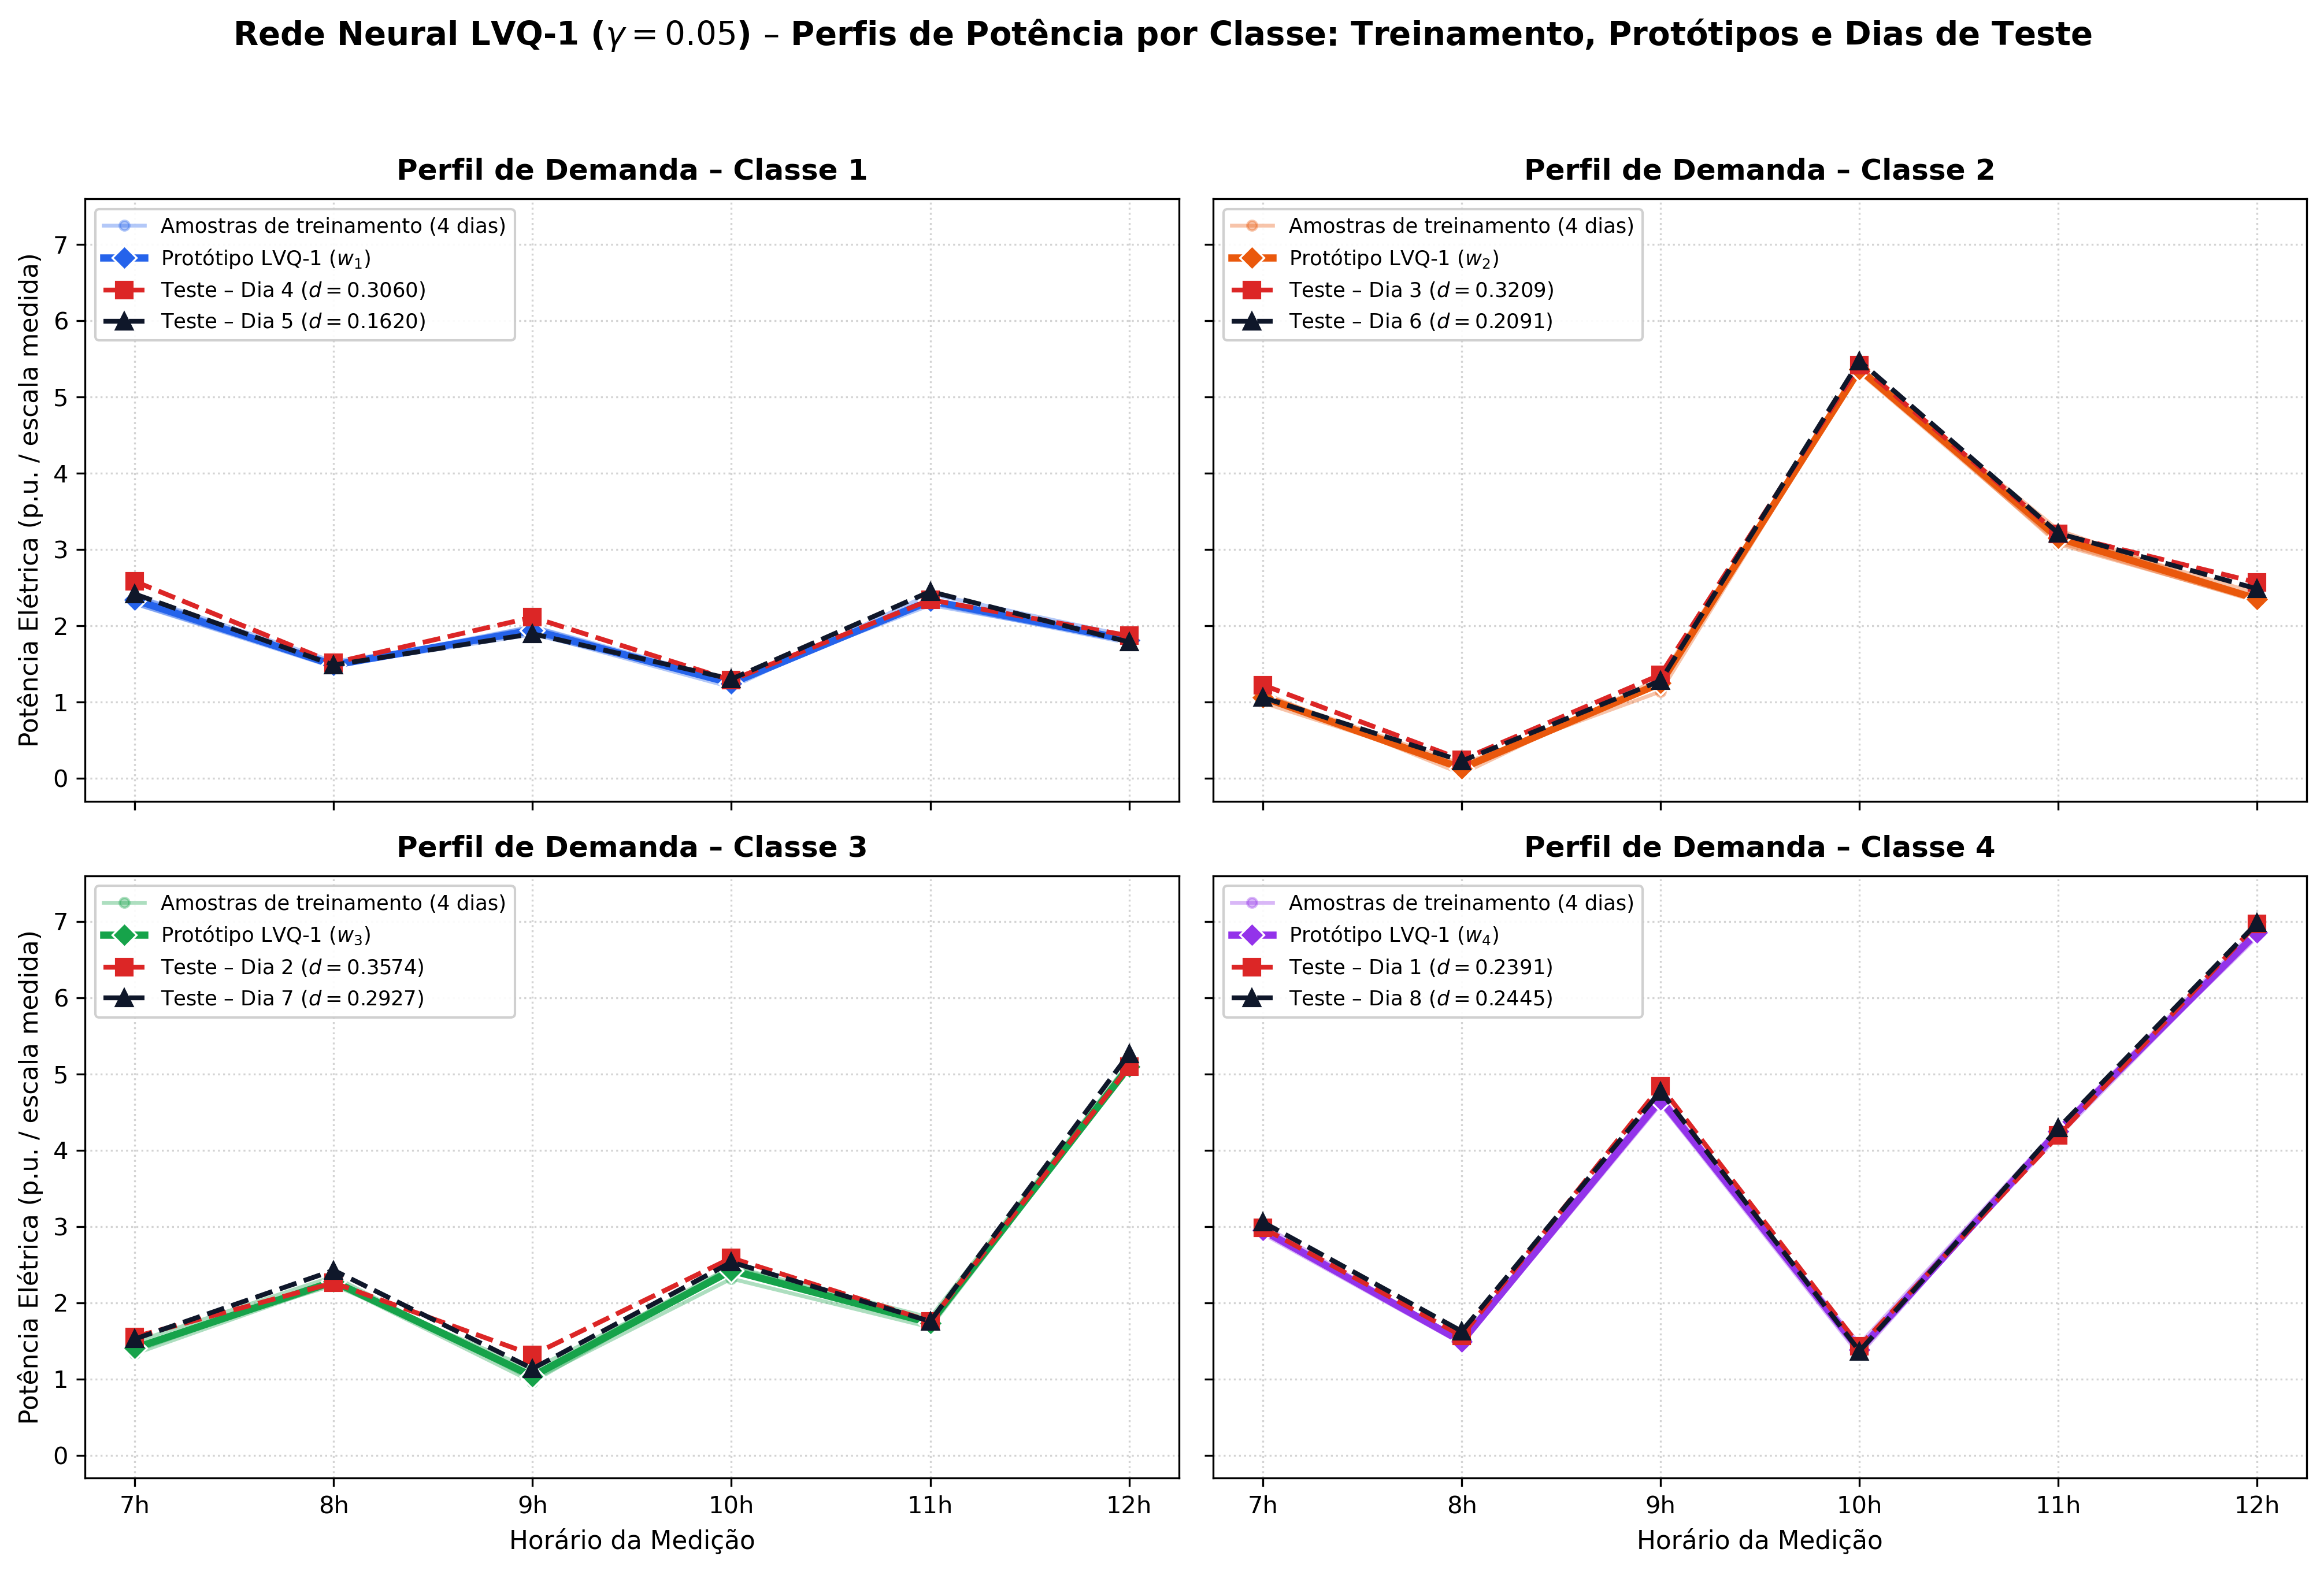 Rede Neural LVQ-1 (γ = 0.05) – Perfis de Potência por Classe: Treinamento, Protótipos e Dias de Teste
Perfil de Demanda – Classe 1
Amostras de treinamento (4 dias)
Protótipo LVQ-1 (w₁)
Teste – Dia 4 (d = 0.3060)
Teste – Dia 5 (d = 0.1620)
Potência Elétrica (p.u. / escala medida)
7
6
5
4
3
2
1
0
Perfil de Demanda – Classe 2
Amostras de treinamento (4 dias)
Protótipo LVQ-1 (w₂)
Teste – Dia 3 (d = 0.3209)
Teste – Dia 6 (d = 0.2091)
Perfil de Demanda – Classe 3
Amostras de treinamento (4 dias)
Protótipo LVQ-1 (w₃)
Teste – Dia 2 (d = 0.3574)
Teste – Dia 7 (d = 0.2927)
Potência Elétrica (p.u. / escala medida)
7
6
5
4
3
2
1
0
7h 8h 9h 10h 11h 12h
Horário da Medição
Perfil de Demanda – Classe 4
Amostras de treinamento (4 dias)
Protótipo LVQ-1 (w₄)
Teste – Dia 1 (d = 0.2391)
Teste – Dia 8 (d = 0.2445)
7h 8h 9h 10h 11h 12h
Horário da Medição